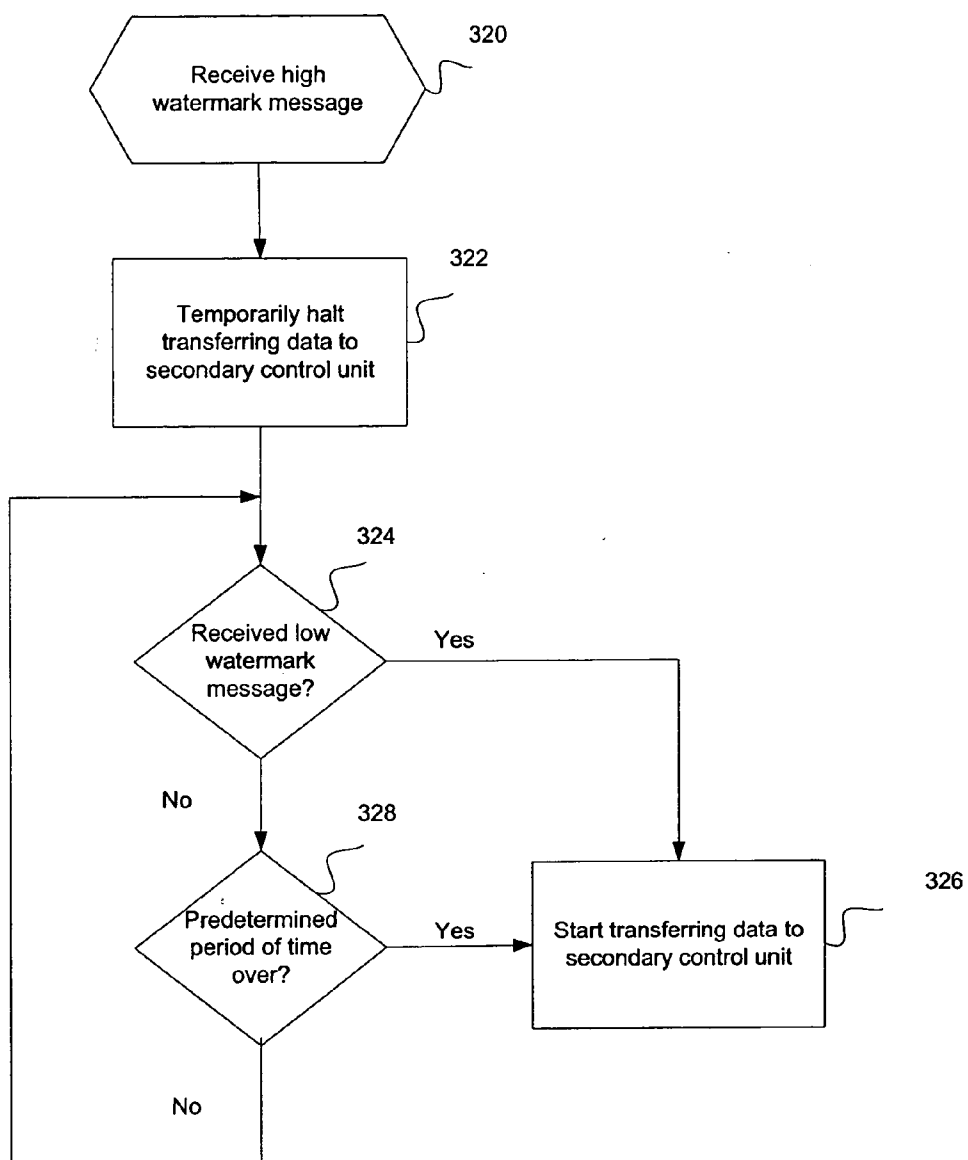 320
Receive high
watermark message
322
Temporarily halt
transferring data to
secondary control unit
324
Received low
watermark
message?
Yes
No
328
Predetermined
period of time
over?
Yes
326
Start transferring data to
secondary control unit
No